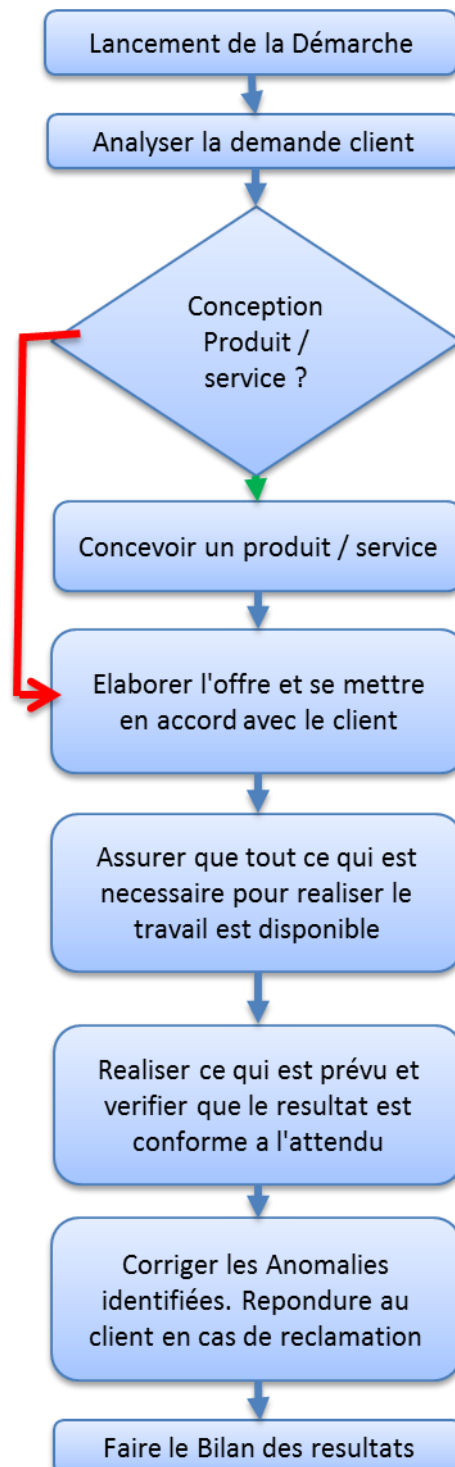 Lancement de la Démarche
Analyser la demande client
Conception
Produit /
service ?
Concevoir un produit / service
Elaborer l'offre et se mettre
en accord avec le client
Assurer que tout ce qui est
necessaire pour realiser le
travail est disponible
Realiser ce qui est prévu et
verifier que le resultat est
conforme a l'attendu
Corriger les Anomalies
identifiées. Repondure au
client en cas de reclamation
Faire le Bilan des resultats